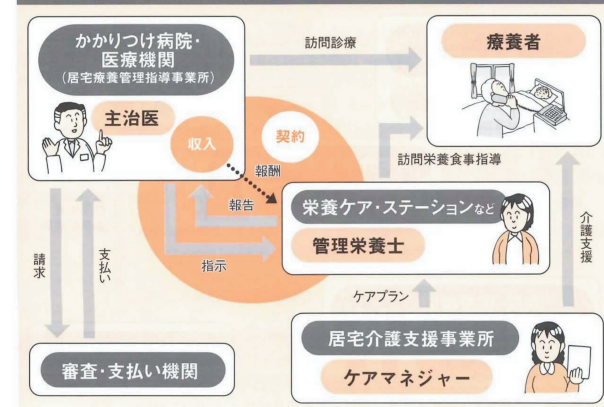 かかりつけ病院・
医療機関
(居宅療養管理指導事業所)
主治医
収入
契約
訪問診療
療養者
訪問栄養食事指導
報酬
報告
指示
栄養ケア・ステーションなど
管理栄養士
介護支援
請求
支払い
ケアプラン
審査・支払い機関
居宅介護支援事業所
ケアマネジャー